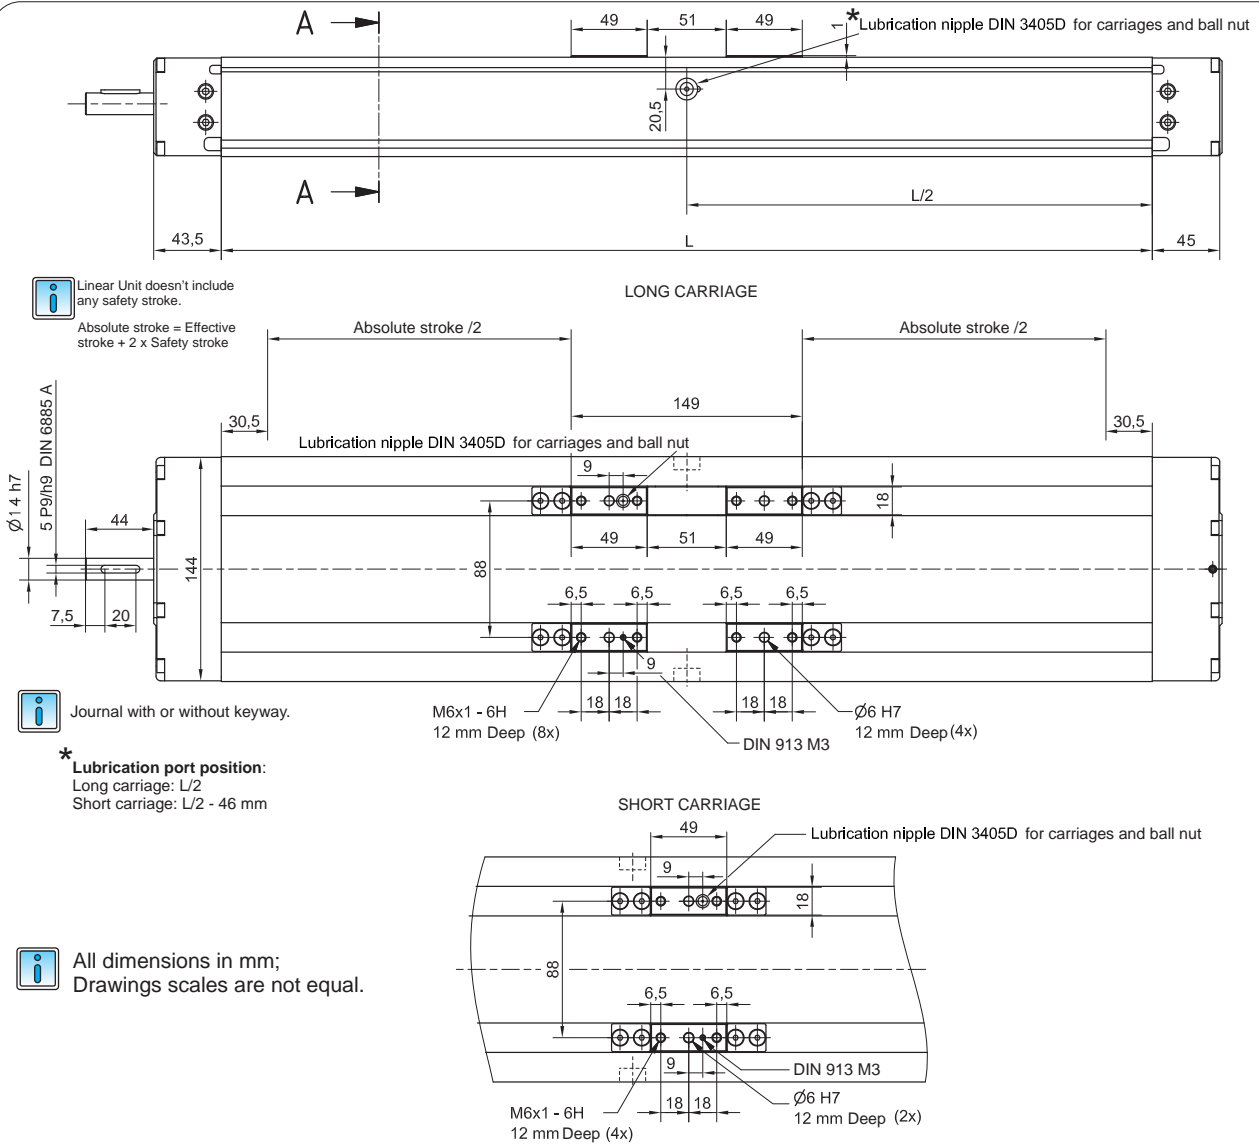 A
A
49
51
49
1
*
Lubrication nipple DIN 3405D for carriages and ball nut
20,5
L/2
43,5
L
45
Linear Unit doesn't include
any safety stroke.
Absolute stroke = Effective
stroke + 2 x Safety stroke
LONG CARRIAGE
Absolute stroke /2
Absolute stroke /2
149
30,5
30,5
Lubrication nipple DIN 3405D for carriages and ball nut
Ø14 h7
5 P9/h9 DIN 6885 A
44
9
18
49
51
49
144
88
7,5
20
6,5
6,5
6,5
6,5
9
18
18
18
18
M6x1 - 6H
12 mm Deep (8x)
Ø6 H7
12 mm Deep (4x)
DIN 913 M3
Journal with or without keyway.
*
Lubrication port position:
Long carriage: L/2
Short carriage: L/2 - 46 mm
SHORT CARRIAGE
49
Lubrication nipple DIN 3405D for carriages and ball nut
9
18
88
All dimensions in mm;
Drawings scales are not equal.
6,5
6,5
9
DIN 913 M3
18
18
M6x1 - 6H
12 mm Deep (4x)
Ø6 H7
12 mm Deep (2x)